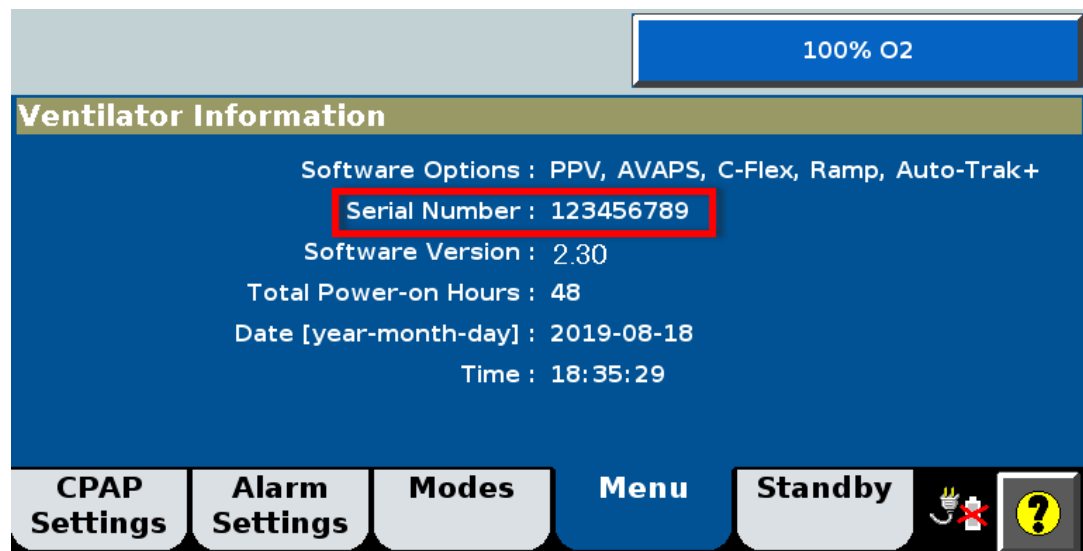 100% O2
Ventilator Information
Software Options : PPV, AVAPS, C-Flex, Ramp, Auto-Trak+
Serial Number : 123456789
Software Version : 2.30
Total Power-on Hours : 48
Date [year-month-day] : 2019-08-18
Time : 18:35:29
CPAP Settings
Alarm Settings
Modes
Menu
Standby
?